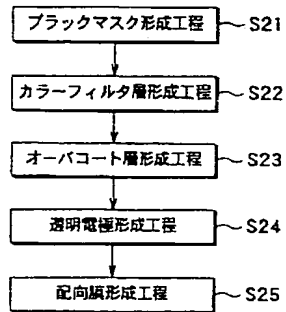 ブラックマスク形成工程 S21
カラーフィルタ層形成工程 S22
オーバコート層形成工程 S23
透明電極形成工程 S24
配向膜形成工程 S25